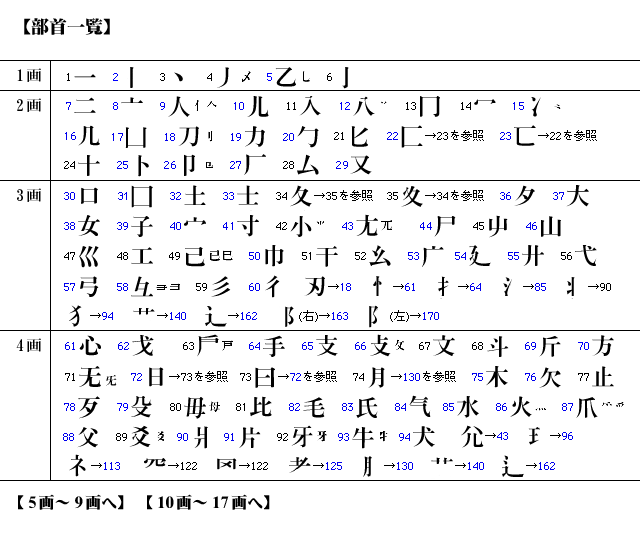 【部首一覧】
1画 1 一 2 丨 3 丶 4 丿 乄 5 乙 乚 6 亅
2画 7 二 8 亠 9 人 亻 𠆢 10 儿 11 入 12 八 丷 13 冂 14 冖 15 冫
16 几 17 凵 18 刀 刂 19 力 20 勹 21 匕 22 匚→23を参照 23 匸→22を参照
24 十 25 卜 26 卩 㔾 27 厂 28 厶 29 又
3画 30 口 31 囗 32 土 33 士 34 夂→35を参照 35 夊→34を参照 36 夕 37 大
38 女 39 子 40 宀 41 寸 42 小 ⺌ 43 尢 兀 44 尸 45 屮 46 山
47 巛 48 工 49 己 已 巳 50 巾 51 干 52 幺 53 广 54 廴 55 廾 56 弋
57 弓 58 彑 彐 ヨ 59 彡 60 彳 刃→18 忄→61 扌→64 氵→85 丬→90
犭→94 艹→140 辶→162 阝(右)→163 阝(左)→170
4画 61 心 62 戈 63 戶 戸 64 手 65 支 66 攴 攵 67 文 68 斗 69 斤 70 方
71 无 旡 72 日→73を参照 73 曰→72を参照 74 月→130を参照 75 木 76 欠 77 止
78 歹 79 殳 80 毋 母 81 比 82 毛 83 氏 84 气 85 水 86 火 灬 87 爪 爫
88 父 89 爻 90 爿 91 片 92 牙 93 牛 牜 94 犬 允→43 王→96
ネ→113 罒→122 冈→122 耂→125 月→130 艹→140 辶→162
【 5画～ 9画へ】 【 10画～ 17画へ】